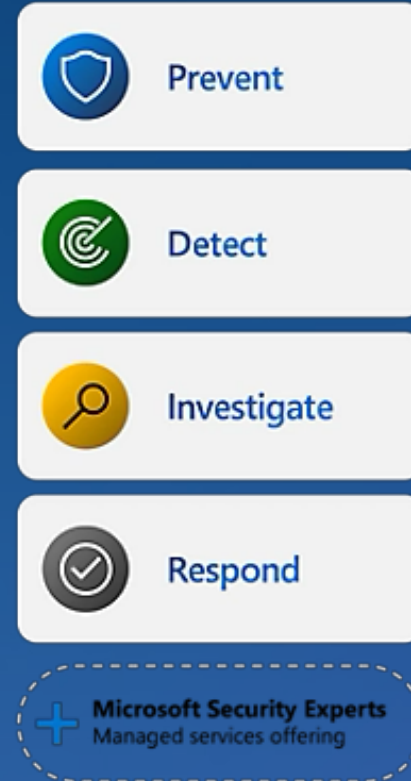 Prevent
Detect
Investigate
Respond
Microsoft Security Experts
Managed services offering